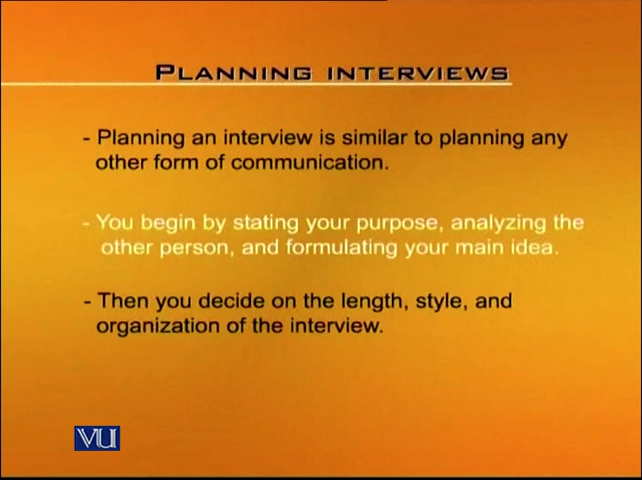 PLANNING INTERVIEWS
- Planning an interview is similar to planning any
other form of communication.
- You begin by stating your purpose, analyzing the
other person, and formulating your main idea.
- Then you decide on the length, style, and
organization of the interview.
VU